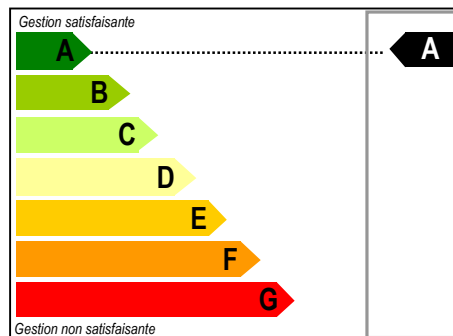 Gestion satisfaisante
A A
B
C
D
E
F
G
Gestion non satisfaisante